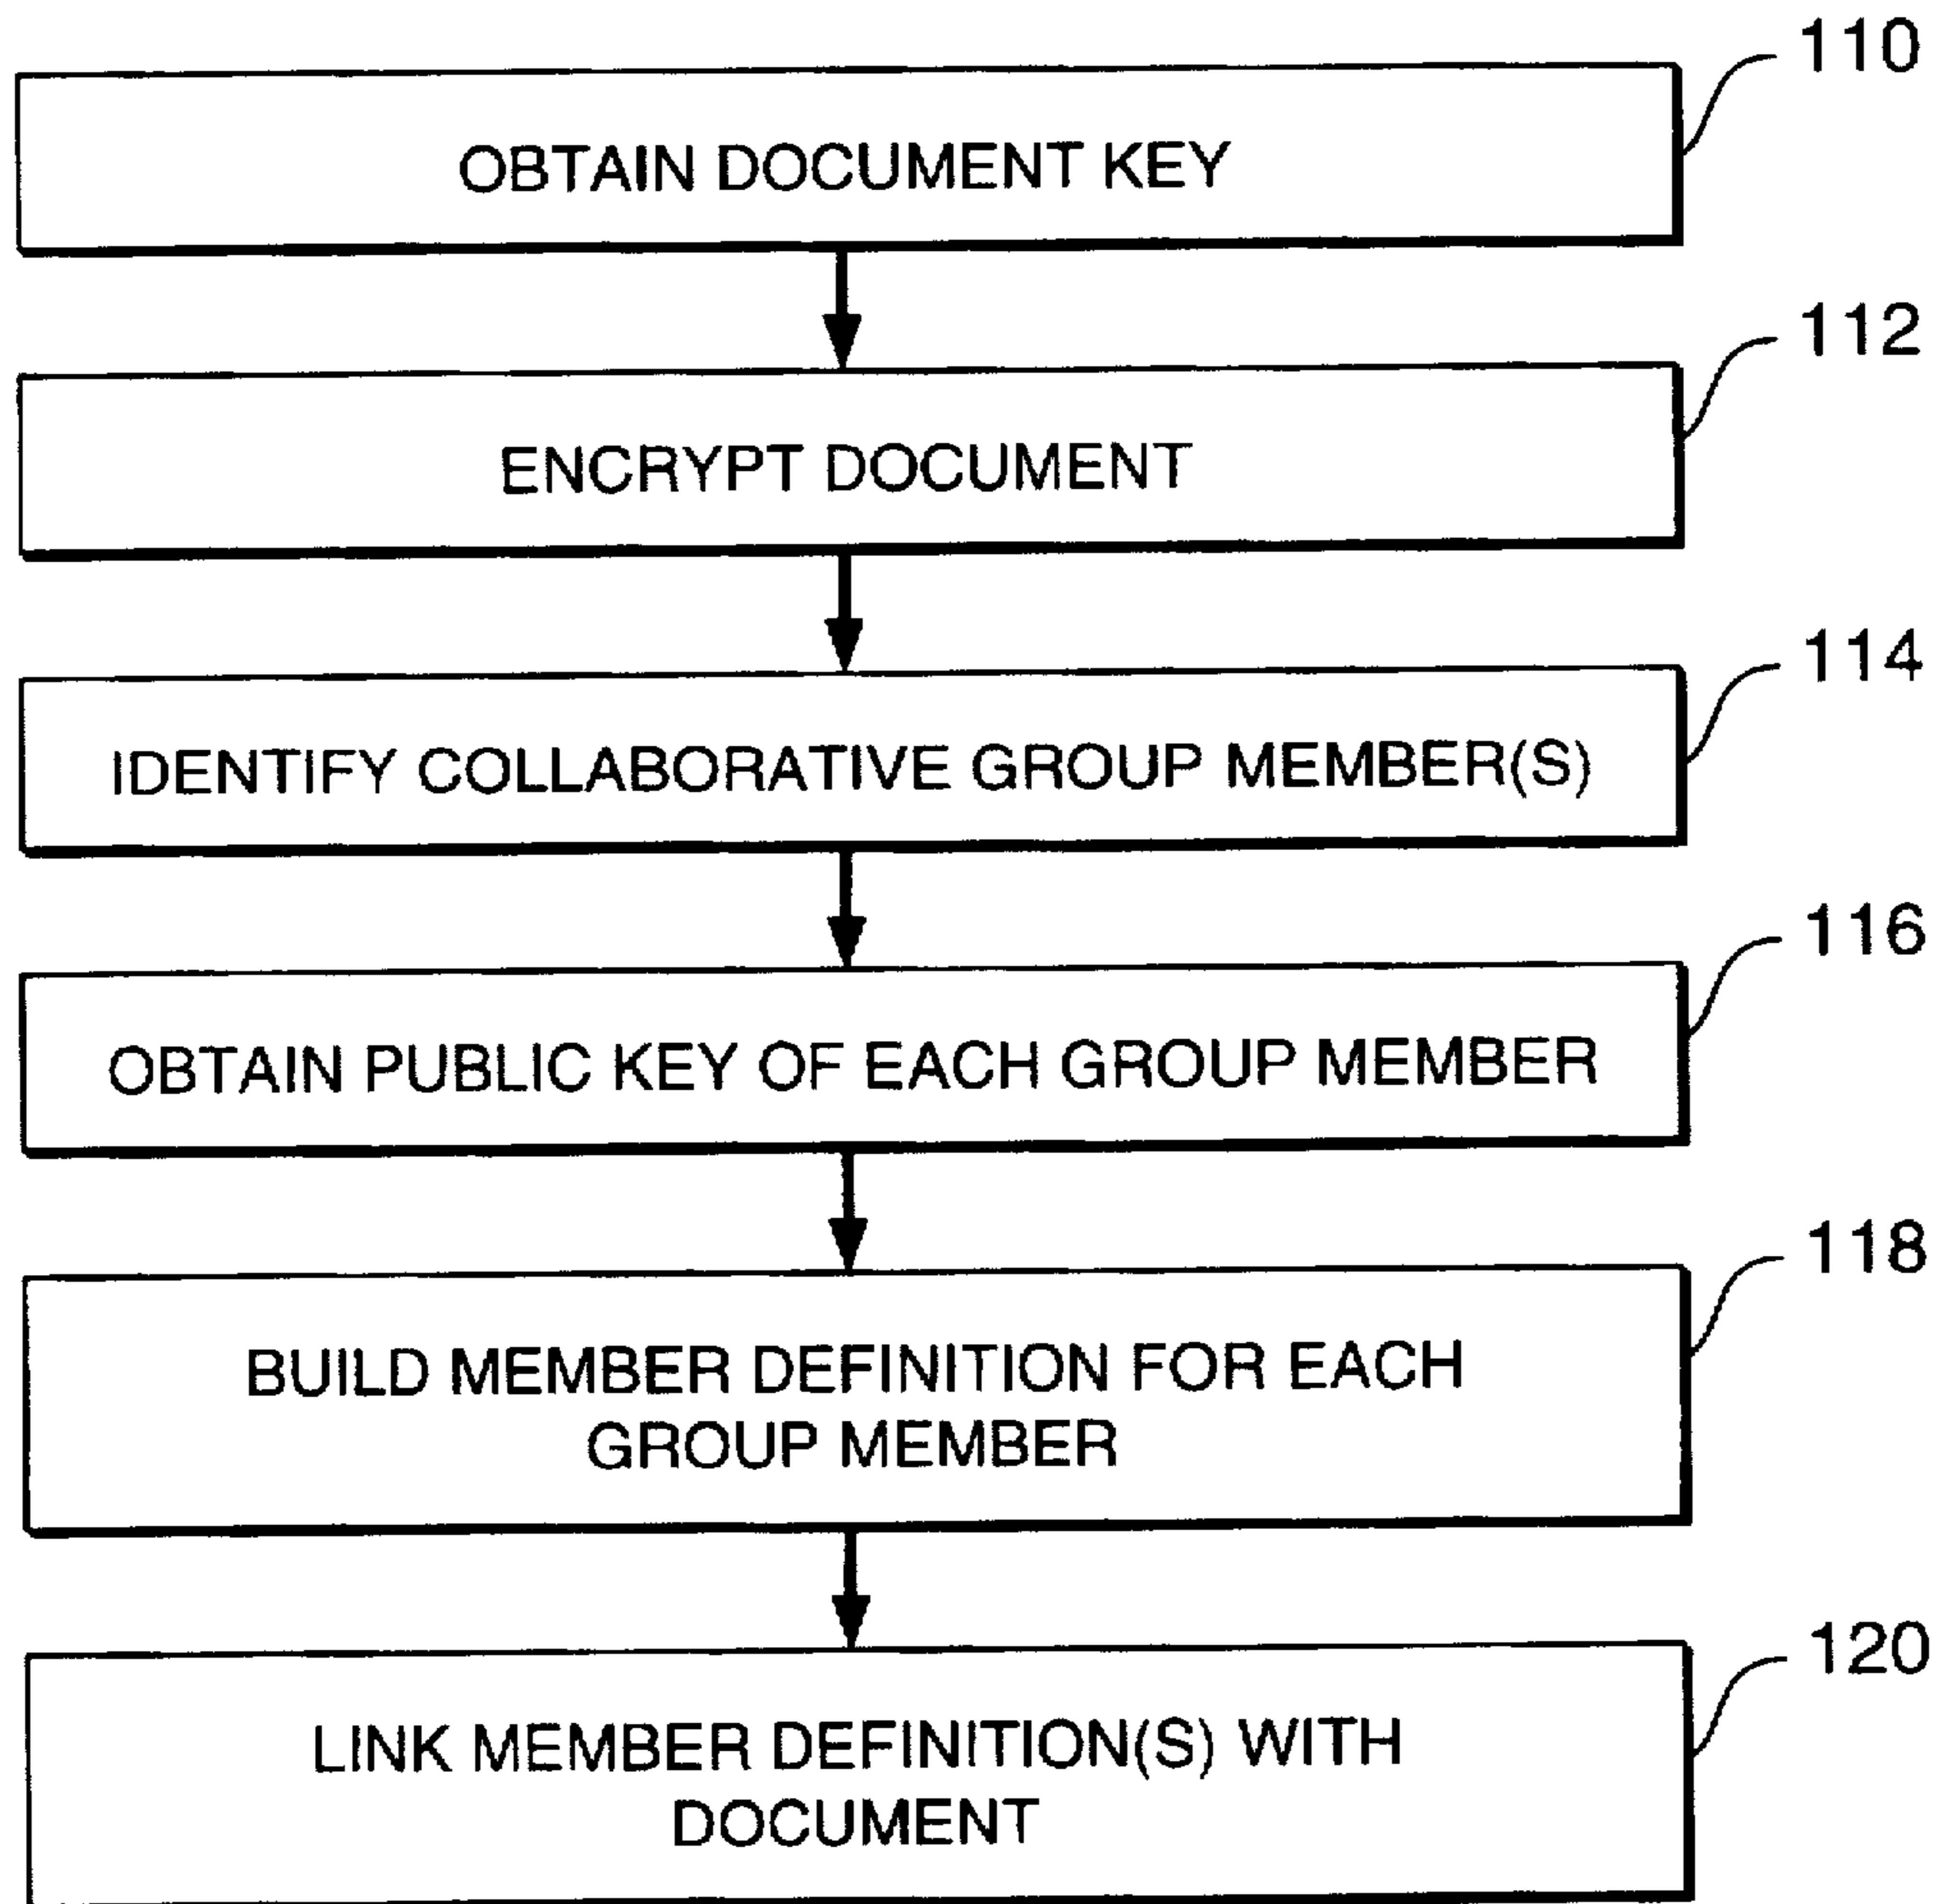 110
OBTAIN DOCUMENT KEY
112
ENCRYPT DOCUMENT
114
IDENTIFY COLLABORATIVE GROUP MEMBER(S)
116
OBTAIN PUBLIC KEY OF EACH GROUP MEMBER
118
BUILD MEMBER DEFINITION FOR EACH
GROUP MEMBER
120
LINK MEMBER DEFINITION(S) WITH
DOCUMENT